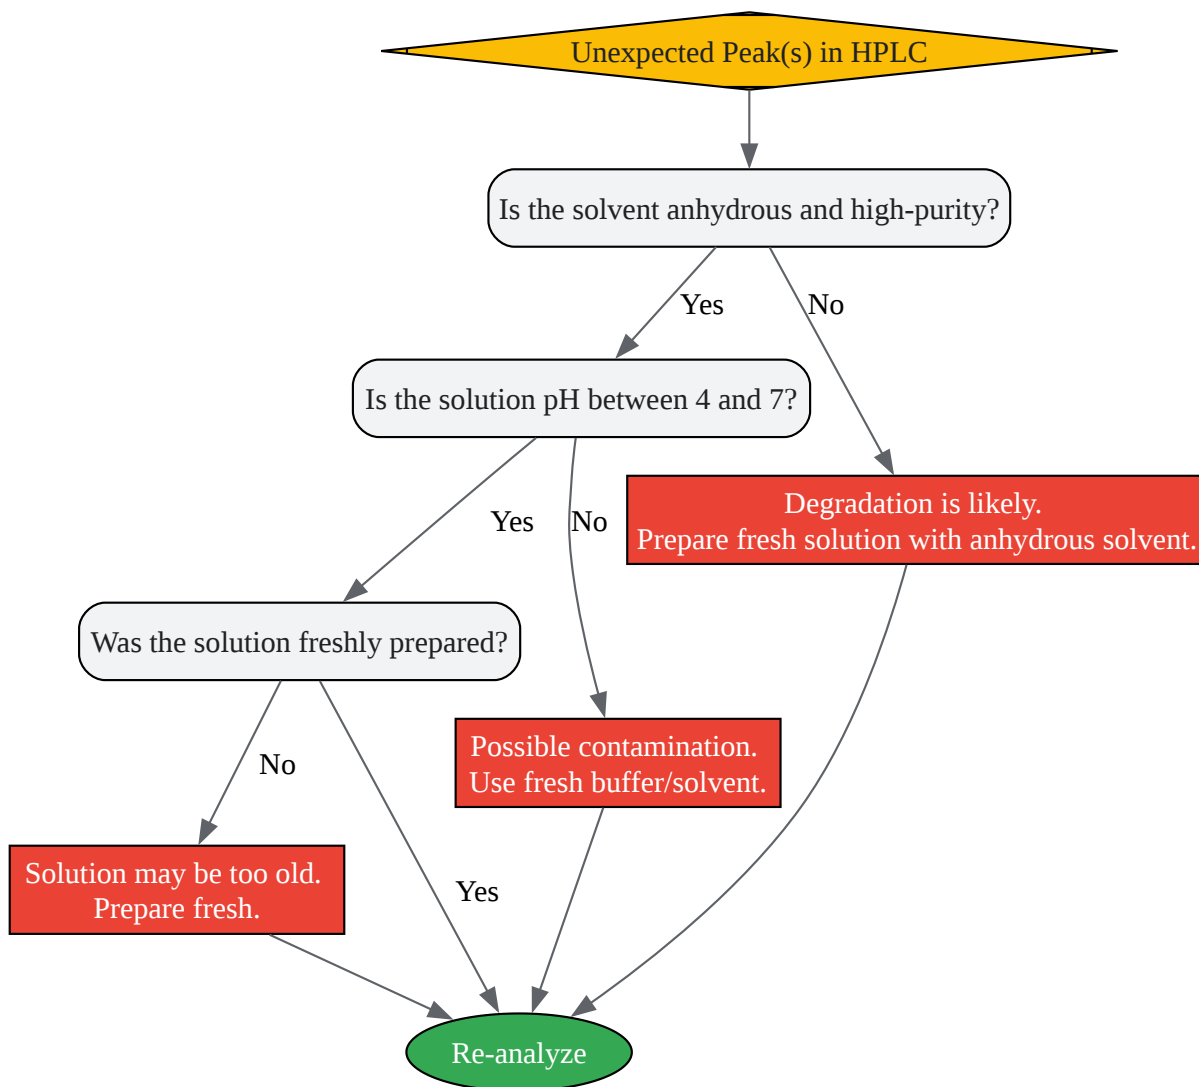 Unexpected Peak(s) in HPLC
Is the solvent anhydrous and high-purity?
Yes
No
Is the solution pH between 4 and 7?
Degradation is likely.
Prepare fresh solution with anhydrous solvent.
Yes
No
Was the solution freshly prepared?
Possible contamination.
Use fresh buffer/solvent.
No
Solution may be too old.
Prepare fresh.
Yes
Re-analyze